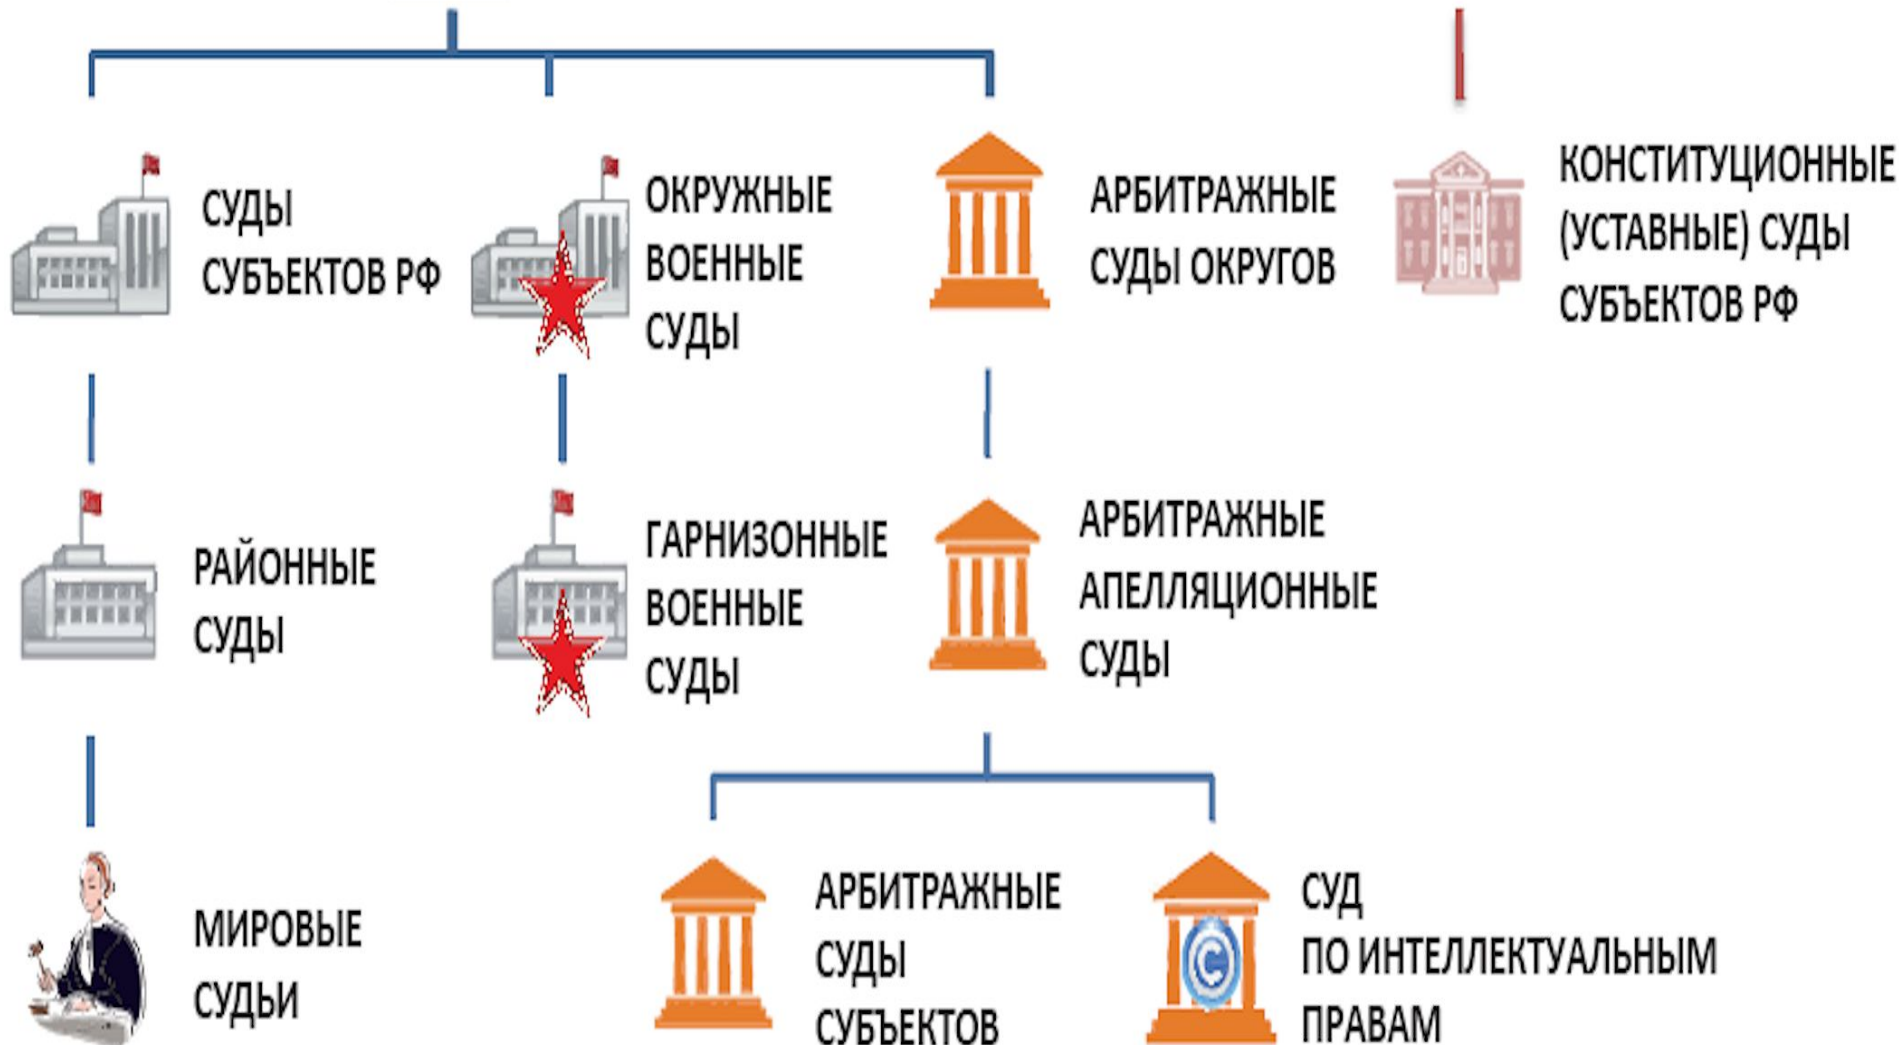 СУДЫ
СУБЪЕКТОВ РФ
ОКРУЖНЫЕ
ВОЕННЫЕ
СУДЫ
АРБИТРАЖНЫЕ
СУДЫ ОКРУГОВ
КОНСТИТУЦИОННЫЕ
(УСТАВНЫЕ) СУДЫ
СУБЪЕКТОВ РФ
РАЙОННЫЕ
СУДЫ
ГАРНИЗОННЫЕ
ВОЕННЫЕ
СУДЫ
АРБИТРАЖНЫЕ
АПЕЛЛЯЦИОННЫЕ
СУДЫ
МИРОВЫЕ
СУДЬИ
АРБИТРАЖНЫЕ
СУДЫ
СУБЪЕКТОВ
С
СУД
ПО ИНТЕЛЛЕКТУАЛЬНЫМ
ПРАВАМ